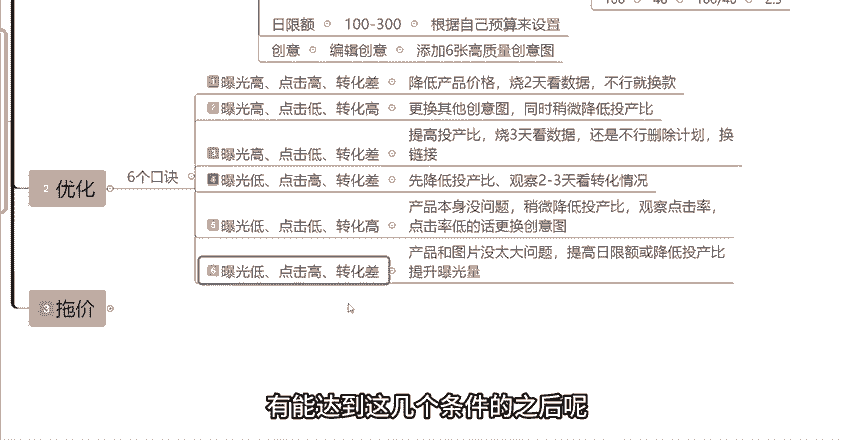 日限额 100-300 根据自己预算来设置
创意 编辑创意 添加6张高质量创意图
1 曝光高、点击高、转化差 降低产品价格，烧2天看数据，不行就换款
2 曝光高、点击低、转化高 更换其他创意图，同时稍微降低投产比
3 曝光高、点击低、转化差 提高投产比，烧3天看数据，还是不行删除计划，换
链接
4 曝光低、点击高、转化差 先降低投产比、观察2-3天看转化情况
5 曝光低、点击低、转化高 产品本身没问题，稍微降低投产比，观察点击率，
点击率低的话更换创意图
6 曝光低、点击高、转化差 产品和图片没太大问题，提高日限额或降低投产比
提升曝光量
2 优化 6个口诀
3 拖价
有能达到这几个条件的之后呢